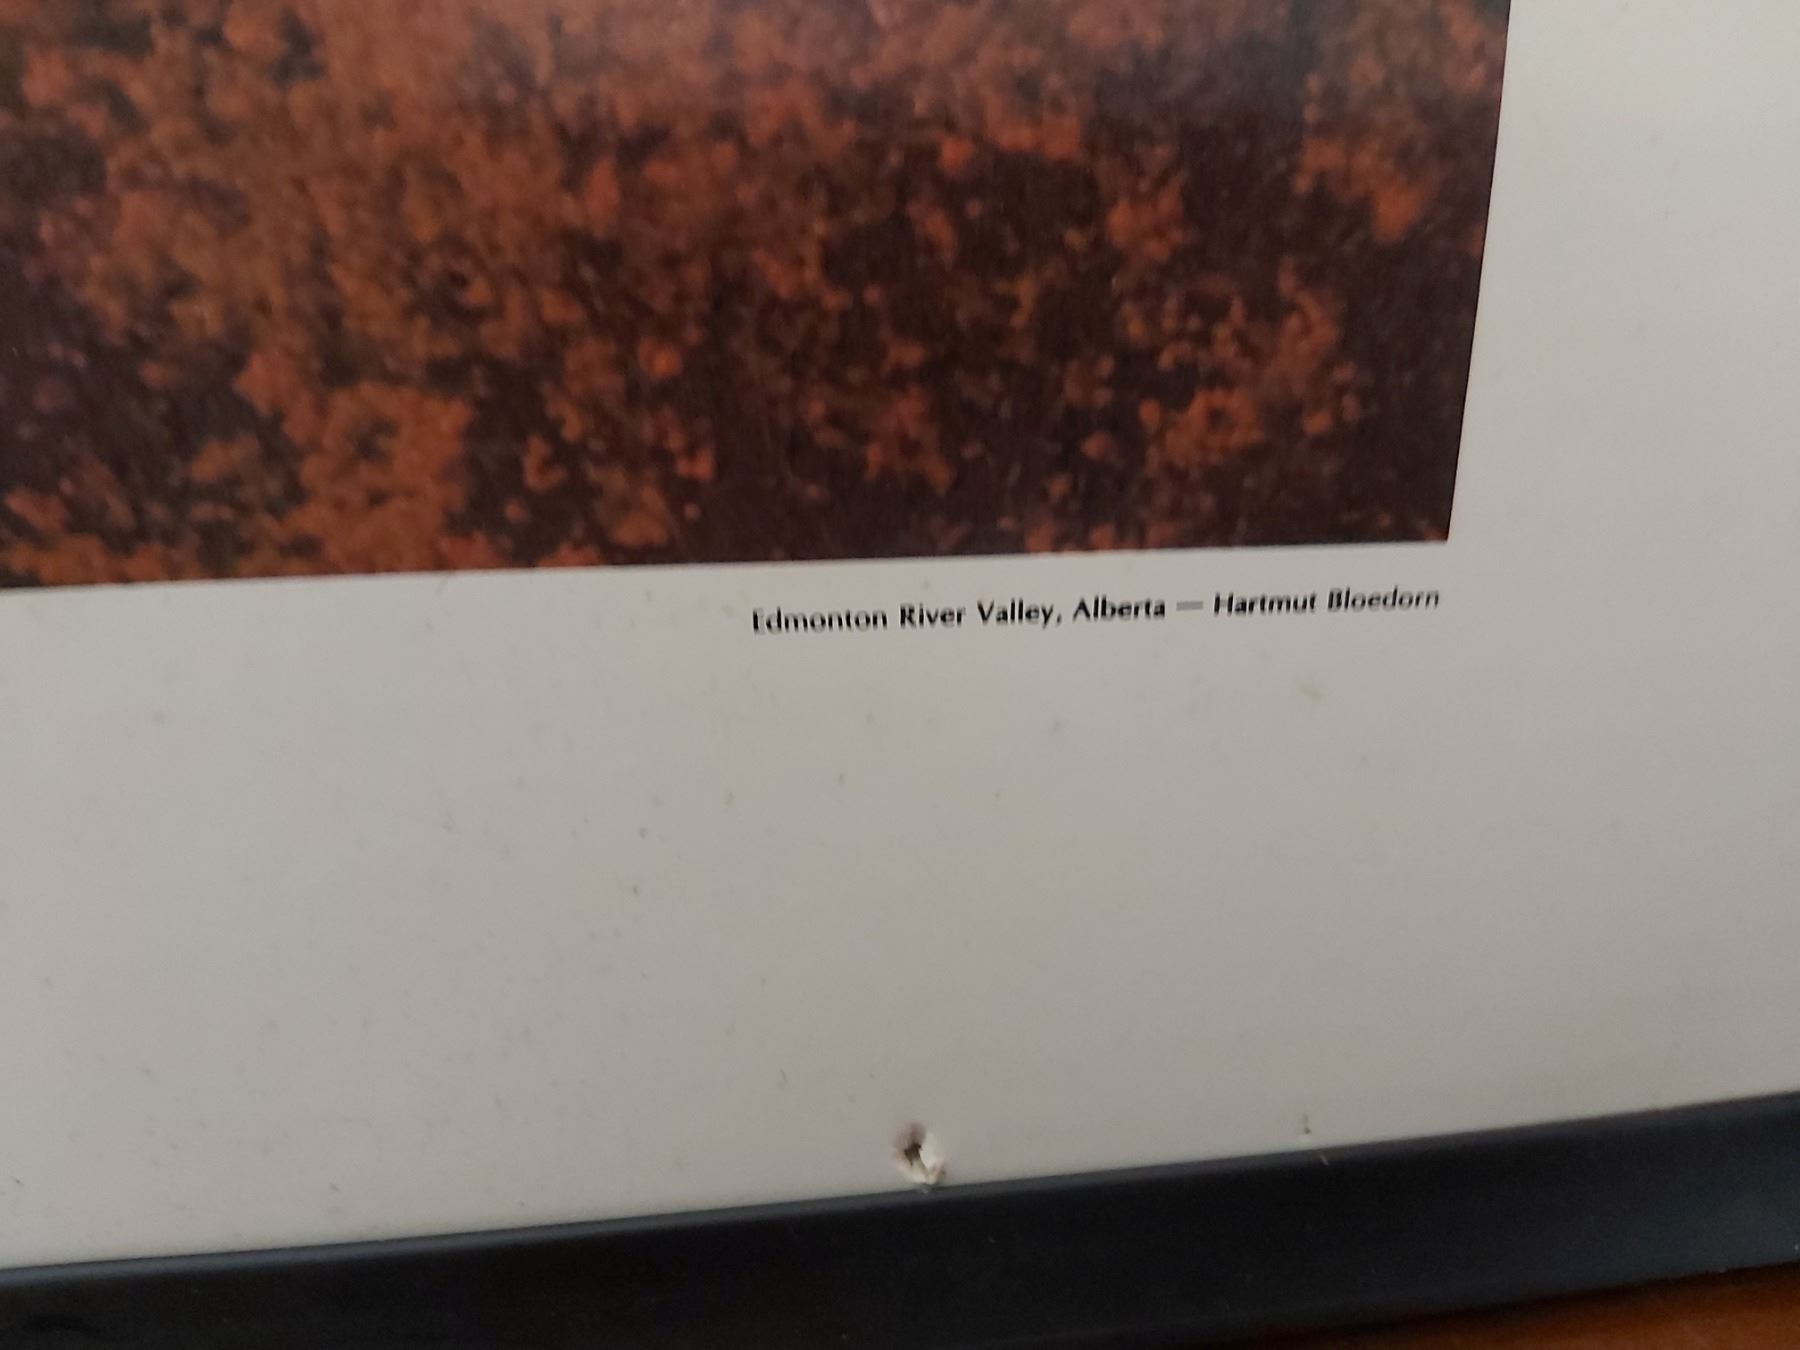 Edmonton River Valley, Alberta — Hartmut Bloedorn